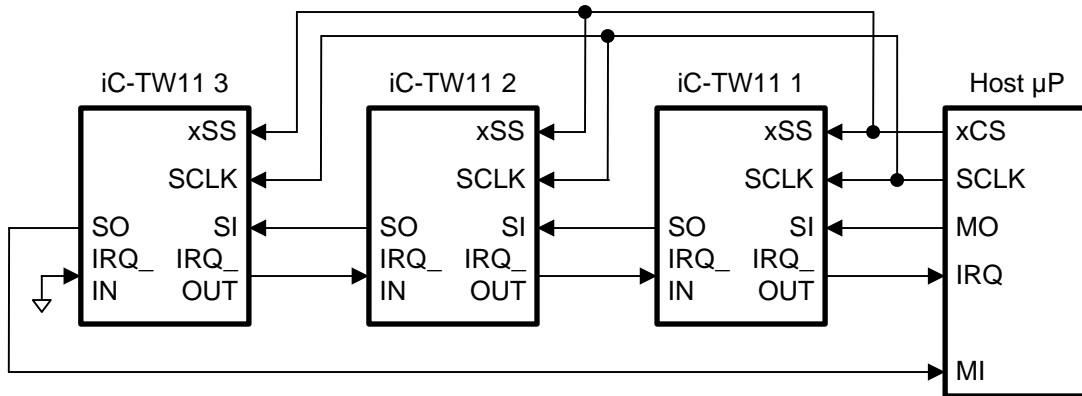 iC-TW11 3
xSS
SCLK
SO SI
IRQ_ IRQ_
IN OUT
iC-TW11 2
xSS
SCLK
SO SI
IRQ_ IRQ_
IN OUT
iC-TW11 1
xSS
SCLK
SO SI
IRQ_ IRQ_
IN OUT
Host µP
xCS
SCLK
MO
IRQ
MI